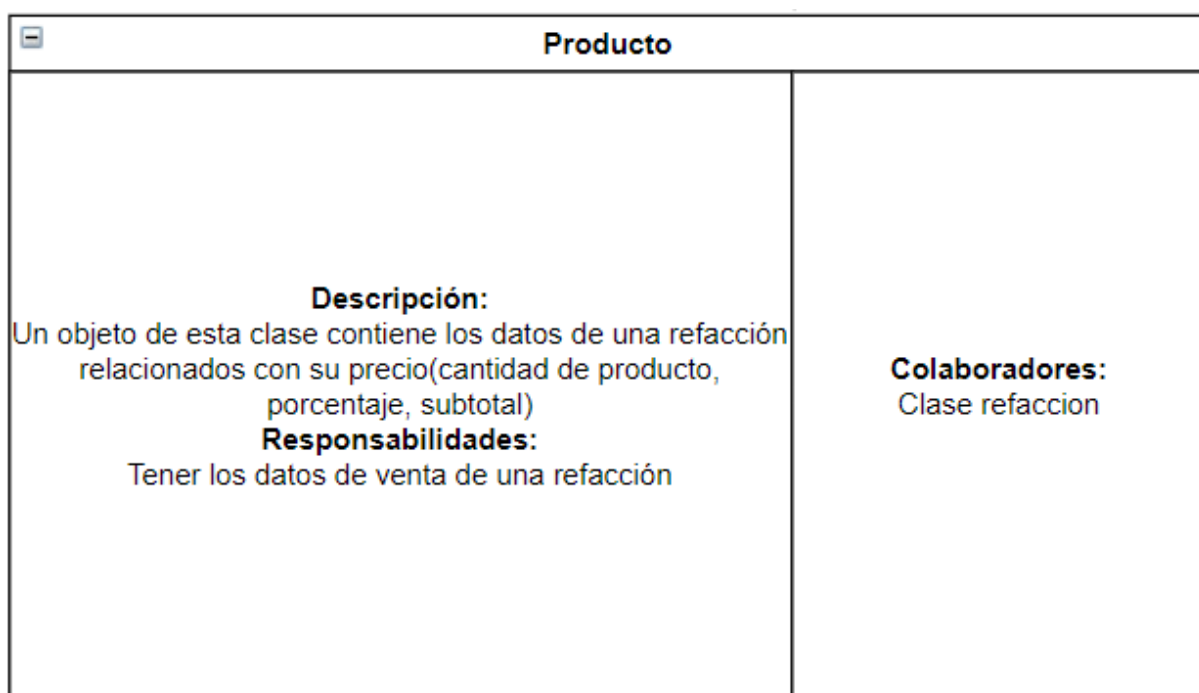 Producto
Descripción:
Un objeto de esta clase contiene los datos de una refacción
relacionados con su precio(cantidad de producto,
porcentaje, subtotal)
Responsabilidades:
Tener los datos de venta de una refacción
Colaboradores:
Clase refaccion